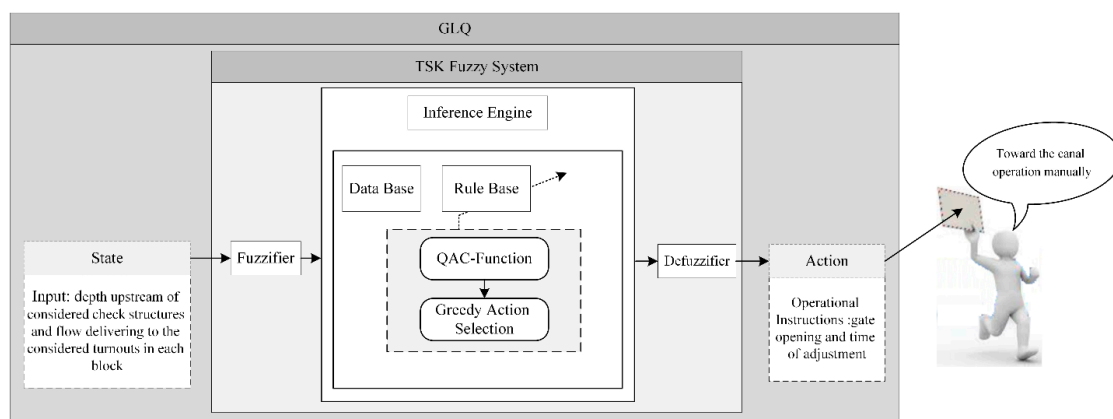 GLQ
TSK Fuzzy System
Inference Engine
Data Base
Rule Base
QAC-Function
Greedy Action
Selection
State
Input: depth upstream of
considered check structures
and flow delivering to the
considered turnouts in each
block
Fuzzifier
Defuzzifier
Action
Operational
Instructions :gate
opening and time
of adjustment
Toward the canal
operation manually